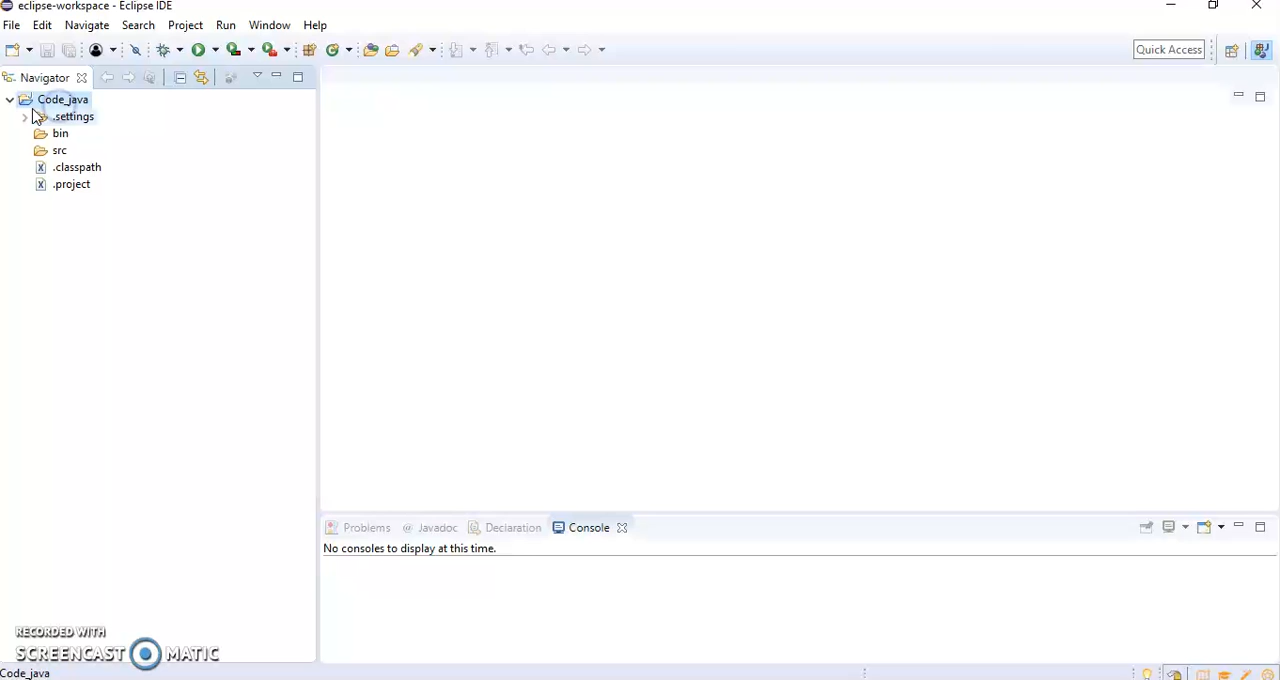 eclipse-workspace - Eclipse IDE
File Edit Navigate Search Project Run Window Help
Quick Access
Navigator
Code_java
.settings
bin
src
.classpath
.project
Problems @ Javadoc Declaration Console
No consoles to display at this time.
RECORDED WITH
SCREENCAST MATIC
Code_java